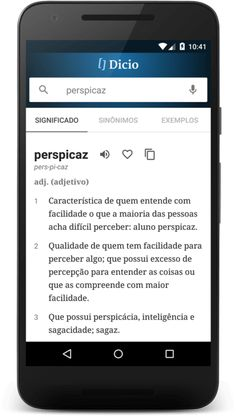 10:41
Dicio
perspicaz
SIGNIFICADO SINÔNIMOS EXEMPLOS
perspicaz
pers-pi-caz
adj. (adjetivo)
1 Característica de quem entende com
facilidade o que a maioria das pessoas
acha difícil perceber: aluno perspicaz.
2 Qualidade de quem tem facilidade para
perceber algo; que possui excesso de
percepção para entender as coisas ou
que as compreende com maior
facilidade.
3 Que possui perspicácia, inteligência e
sagacidade; sagaz.